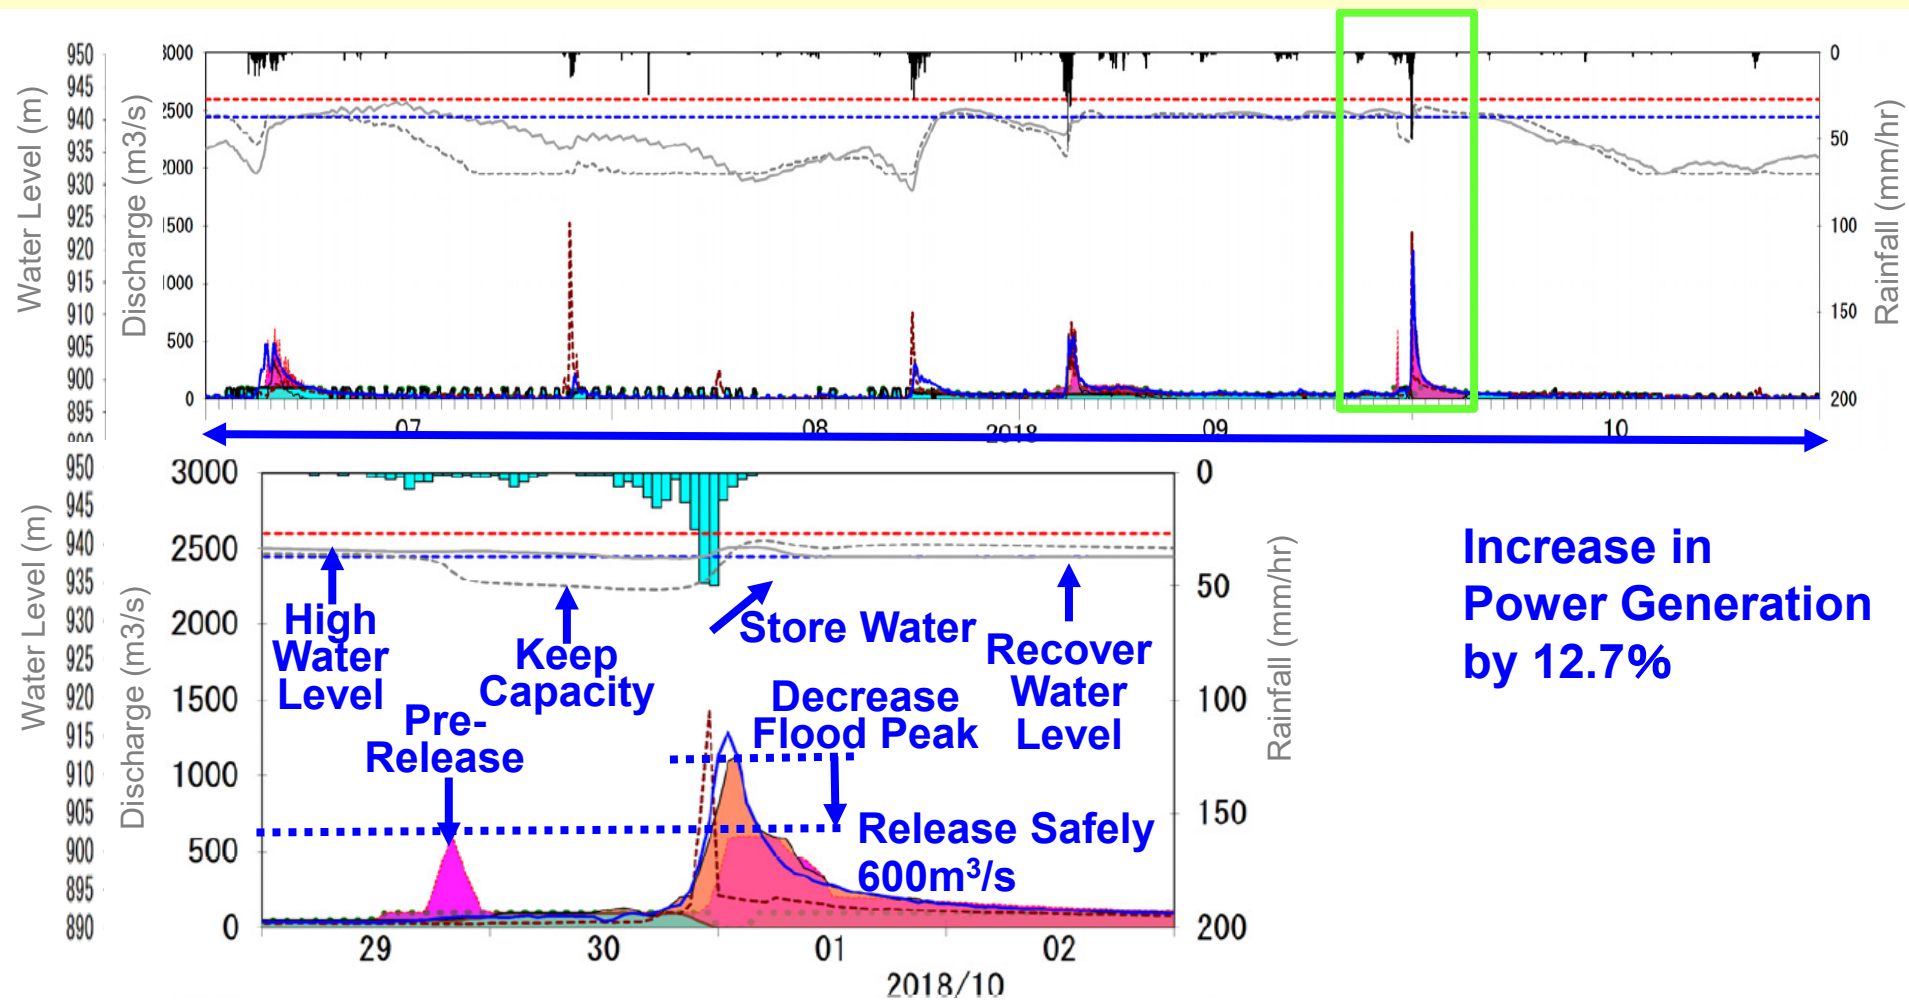 Water Level (m)
950
945
940
935
930
925
920
915
910
905
900
895
Discharge (m3/s)
3000
2500
2000
1500
1000
500
0
0
50
100
150
200
Rainfall (mm/hr)
07
08
2018
09
10
Water Level (m)
950
945
940
935
930
925
920
915
910
905
900
895
890
Discharge (m3/s)
3000
2500
2000
1500
1000
500
0
0
50
100
150
200
Rainfall (mm/hr)
High
Water
Level
Keep
Capacity
Store Water
Recover
Water
Level
Pre-
Release
Decrease
Flood Peak
Release Safely
600m³/s
29
30
01
02
2018/10
Increase in
Power Generation
by 12.7%